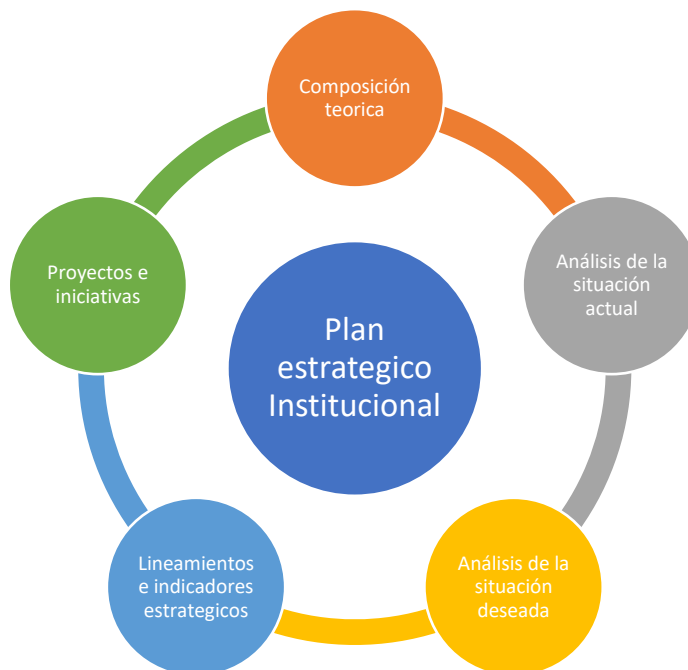 Composición
teorica
Análisis de la
situación
actual
Proyectos e
iniciativas
Plan
estrategico
Institucional
Lineamientos
e indicadores
estrategicos
Análisis de la
situación
deseada